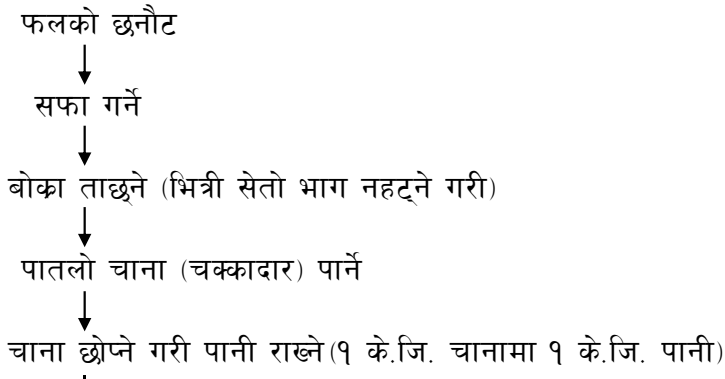 फलको छनौट
सफा गर्ने
बोक्रा ताछ्ने (भित्री सेतो भाग नहट्ने गरी)
पातलो चाना (चक्कादार) पार्ने
चाना छोप्ने गरी पानी राख्ने(१ के.जि. चानामा १ के.जि. पानी)